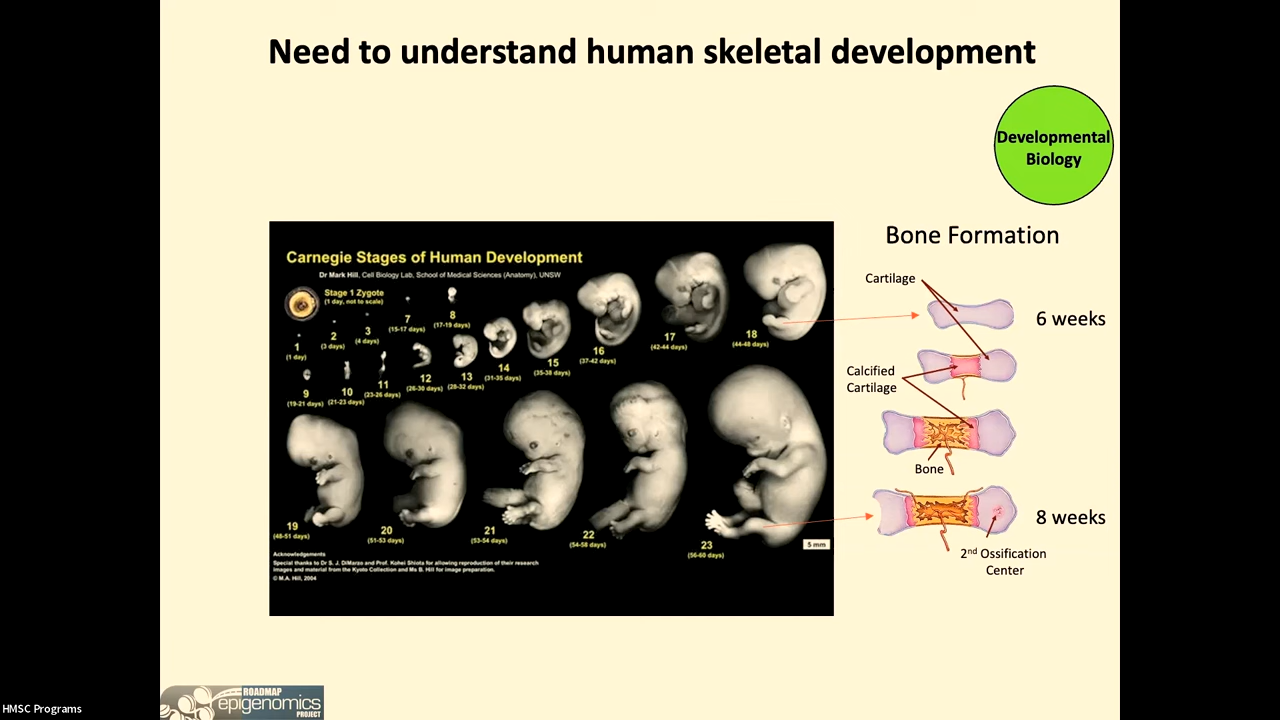 Need to understand human skeletal development
Developmental
Biology
Carnegie Stages of Human Development
Dr Mark Hill, Cell Biology Lab, School of Medical Sciences (Anatomy), UNSW
Stage 1 Zygote
(1 day, not to scale)
1
(1 day)
2
(3 days)
3
(4 days)
7
(15-17 days)
8
(17-19 days)
9
(19-21 days)
10
(21-23 days)
11
(23-26 days)
12
(26-30 days)
13
(28-32 days)
14
(31-35 days)
15
(35-38 days)
16
(37-42 days)
17
(42-44 days)
18
(44-48 days)
19
(48-51 days)
20
(51-53 days)
21
(53-54 days)
22
(54-58 days)
23
(56-60 days)
5 mm
Acknowledgements
Special thanks to Dr S. J. DiMarzo and Prof. Kohei Shiota for allowing reproduction of their research
images and material from the Kyoto Collection and Ms B. Hill for image preparation.
© M.A. Hill, 2004
Bone Formation
Cartilage
6 weeks
Calcified
Cartilage
Bone
8 weeks
2nd Ossification
Center
ROADMAP
epigenomics
PROJECT
HMSC Programs